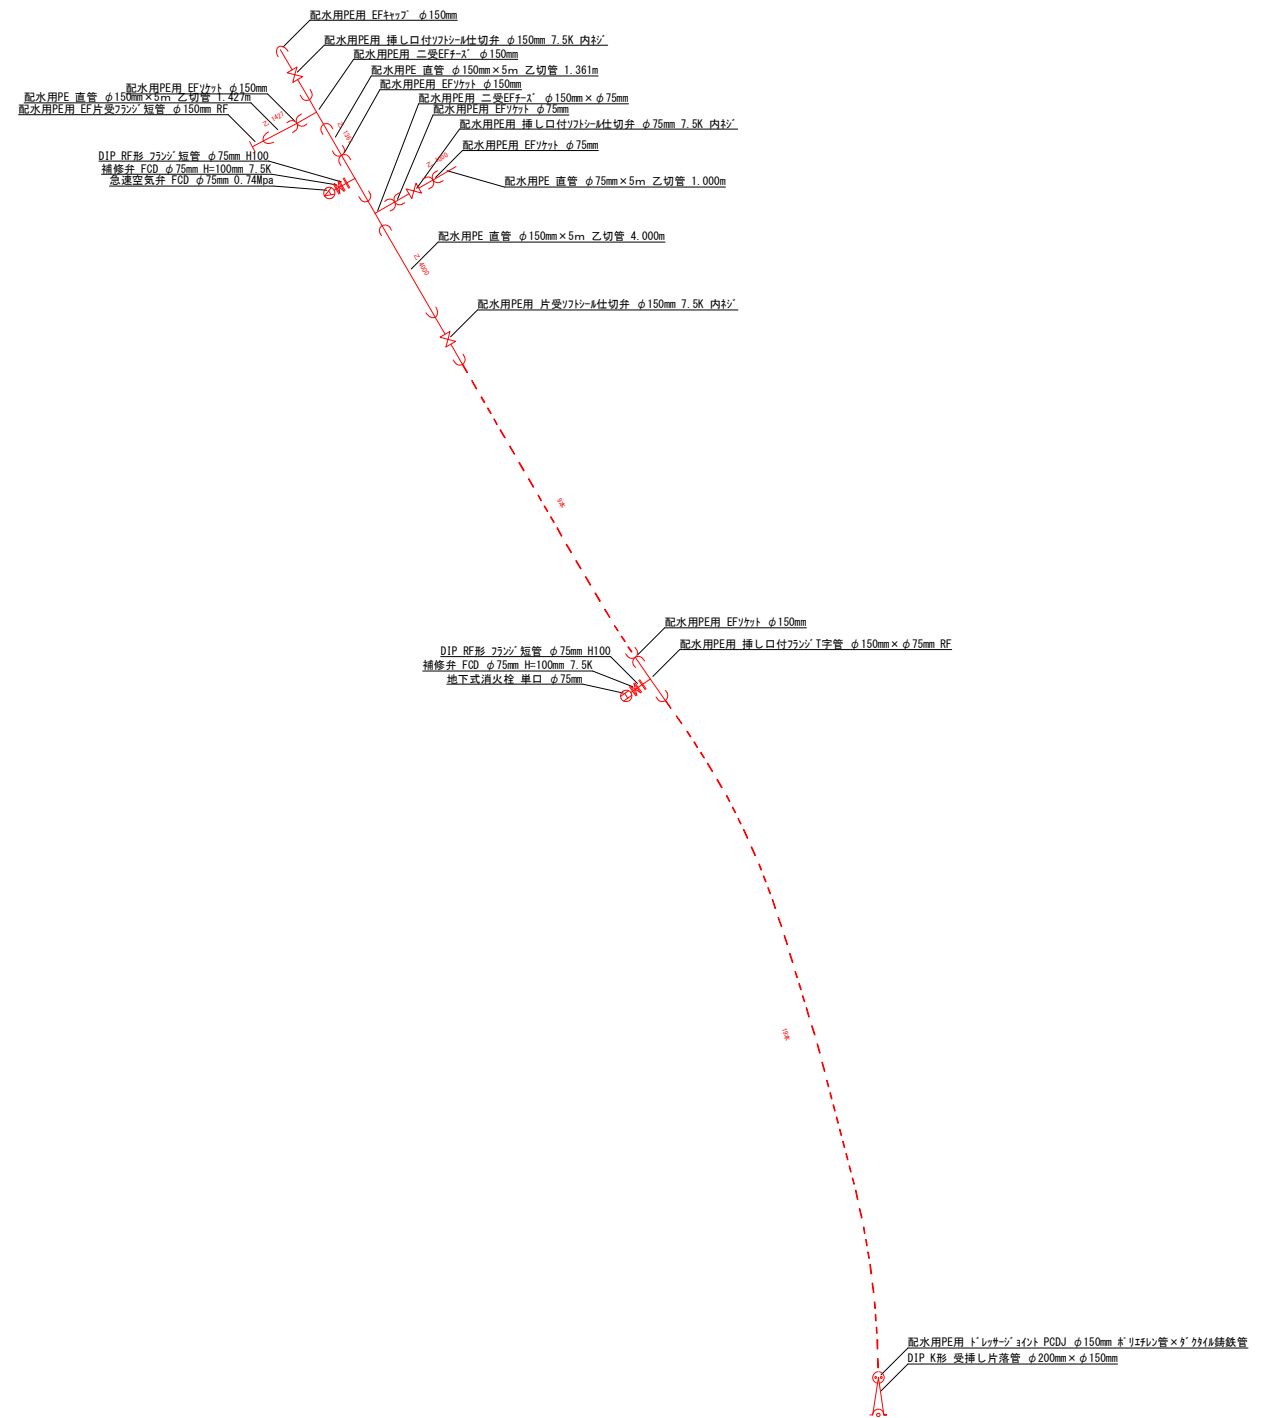 配水用PE用 EFｷｬｯﾌﾟ φ150mm
配水用PE用 挿し口付ｿﾌﾄｼｰﾙ仕切弁 φ150mm 7.5K 内ﾈｼﾞ
配水用PE用 二受EFﾁｰｽﾞ φ150mm
配水用PE 直管 φ150mm×5m 乙切管 1.361m
配水用PE用 EFｿｹｯﾄ φ150mm
配水用PE用 EFｿｹｯﾄ φ150mm
配水用PE 直管 φ150mm×5m 乙切管 1.427m
配水用PE用 EF片受ﾌﾗﾝｼﾞ短管 φ150mm RF
配水用PE用 二受EFﾁｰｽﾞ φ150mm×φ75mm
配水用PE用 EFｿｹｯﾄ φ75mm
配水用PE用 挿し口付ｿﾌﾄｼｰﾙ仕切弁 φ75mm 7.5K 内ﾈｼﾞ
配水用PE用 EFｿｹｯﾄ φ75mm
乙 1427
DIP RF形 ﾌﾗﾝｼﾞ短管 φ75mm H100
補修弁 FCD φ75mm H=100mm 7.5K
急速空気弁 FCD φ75mm 0.74Mpa
乙 1000
配水用PE 直管 φ75mm×5m 乙切管 1.000m
配水用PE 直管 φ150mm×5m 乙切管 4.000m
乙 4000
配水用PE用 片受ｿﾌﾄｼｰﾙ仕切弁 φ150mm 7.5K 内ﾈｼﾞ
9本
配水用PE用 EFｿｹｯﾄ φ150mm
配水用PE用 挿し口付ﾌﾗﾝｼﾞT字管 φ150mm×φ75mm RF
DIP RF形 ﾌﾗﾝｼﾞ短管 φ75mm H100
補修弁 FCD φ75mm H=100mm 7.5K
地下式消火栓 単口 φ75mm
19本
配水用PE用 ﾄﾞﾚｯｻｰｼﾞｮｲﾝﾄ PCDJ φ150mm ﾎﾟﾘｴﾁﾚﾝ管×ﾀﾞｸﾀｲﾙ鋳鉄管
DIP K形 受挿し片落管 φ200mm×φ150mm